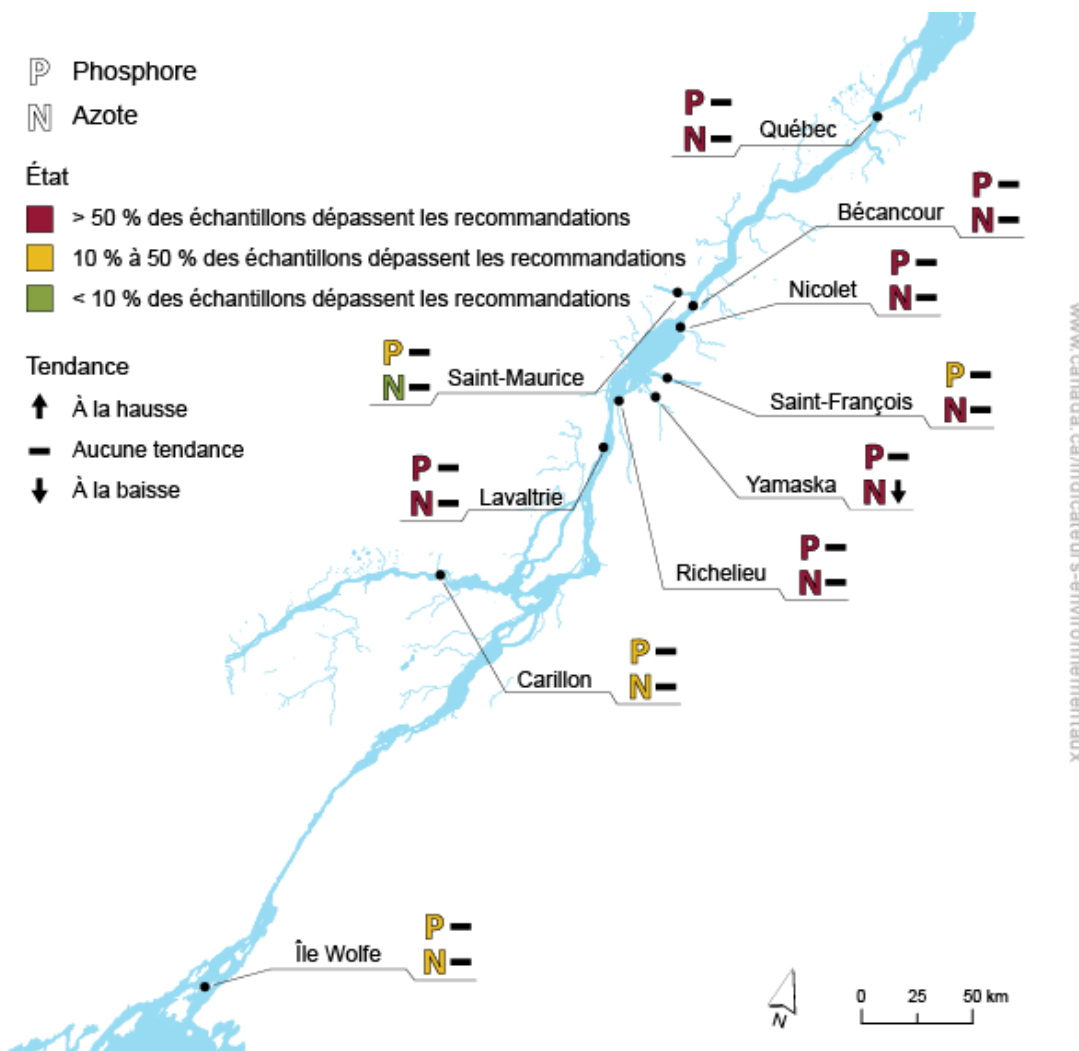 P Phosphore
N Azote
État
> 50 % des échantillons dépassent les recommandations
10 % à 50 % des échantillons dépassent les recommandations
< 10 % des échantillons dépassent les recommandations
Tendance
À la hausse
Aucune tendance
À la baisse
P
N
Québec
P
N
Bécancour
P
N
Nicolet
P
N
Saint-Maurice
P
N
Saint-François
P
N
Yamaska
P
N
Lavaltrie
P
N
Richelieu
P
N
Carillon
P
N
Île Wolfe
N
0 25 50 km
www.canada.ca/indicateurs-environnementaux